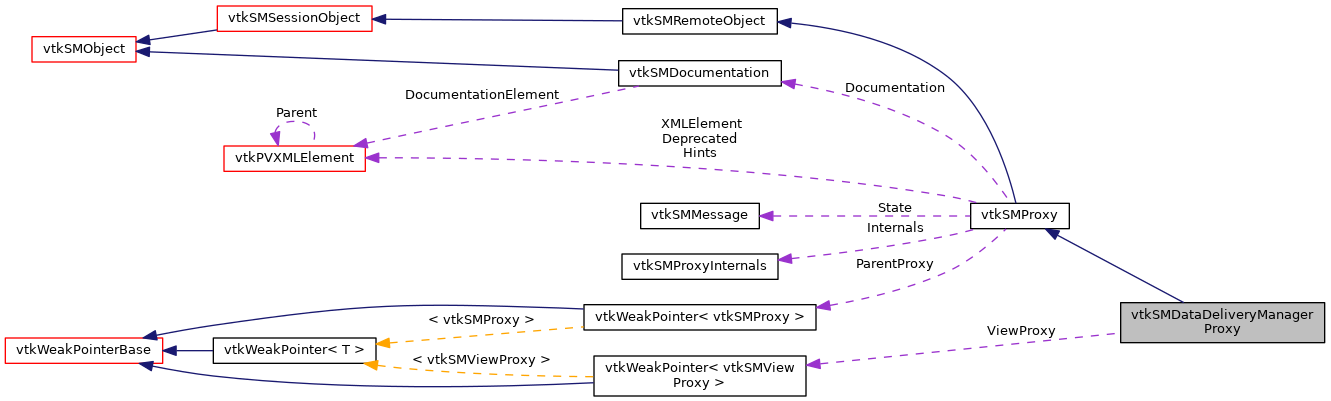 vtkSMSessionObject
vtkSMRemoteObject
vtkSMObject
vtkSMDocumentation
Documentation
DocumentationElement
Parent
XMLElement
Deprecated
Hints
vtkPVXMLElement
State
vtkSMMessage
vtkSMProxy
Internals
vtkSMProxyInternals
ParentProxy
vtkWeakPointer< vtkSMProxy >
< vtkSMProxy >
vtkSMDataDeliveryManager
Proxy
ViewProxy
vtkWeakPointerBase
vtkWeakPointer< T >
< vtkSMViewProxy >
vtkWeakPointer< vtkSMView
Proxy >